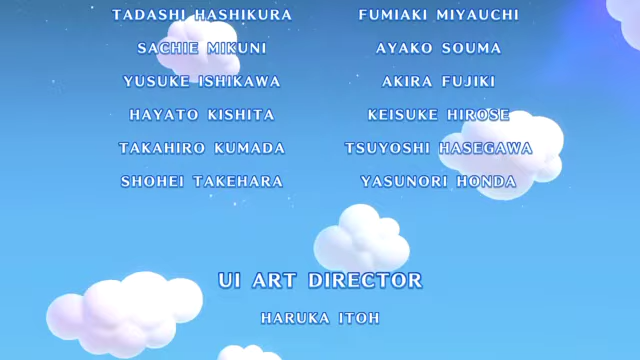 TADASHI HASHIKURA FUMIAKI MIYAUCHI
SACHIE MIKUNI AYAKO SOUMA
YUSUKE ISHIKAWA AKIRA FUJIKI
HAYATO KISHITA KEISUKE HIROSE
TAKAHIRO KUMADA TSUYOSHI HASEGAWA
SHOHEI TAKEHARA YASUNORI HONDA
UI ART DIRECTOR
HARUKA ITOH